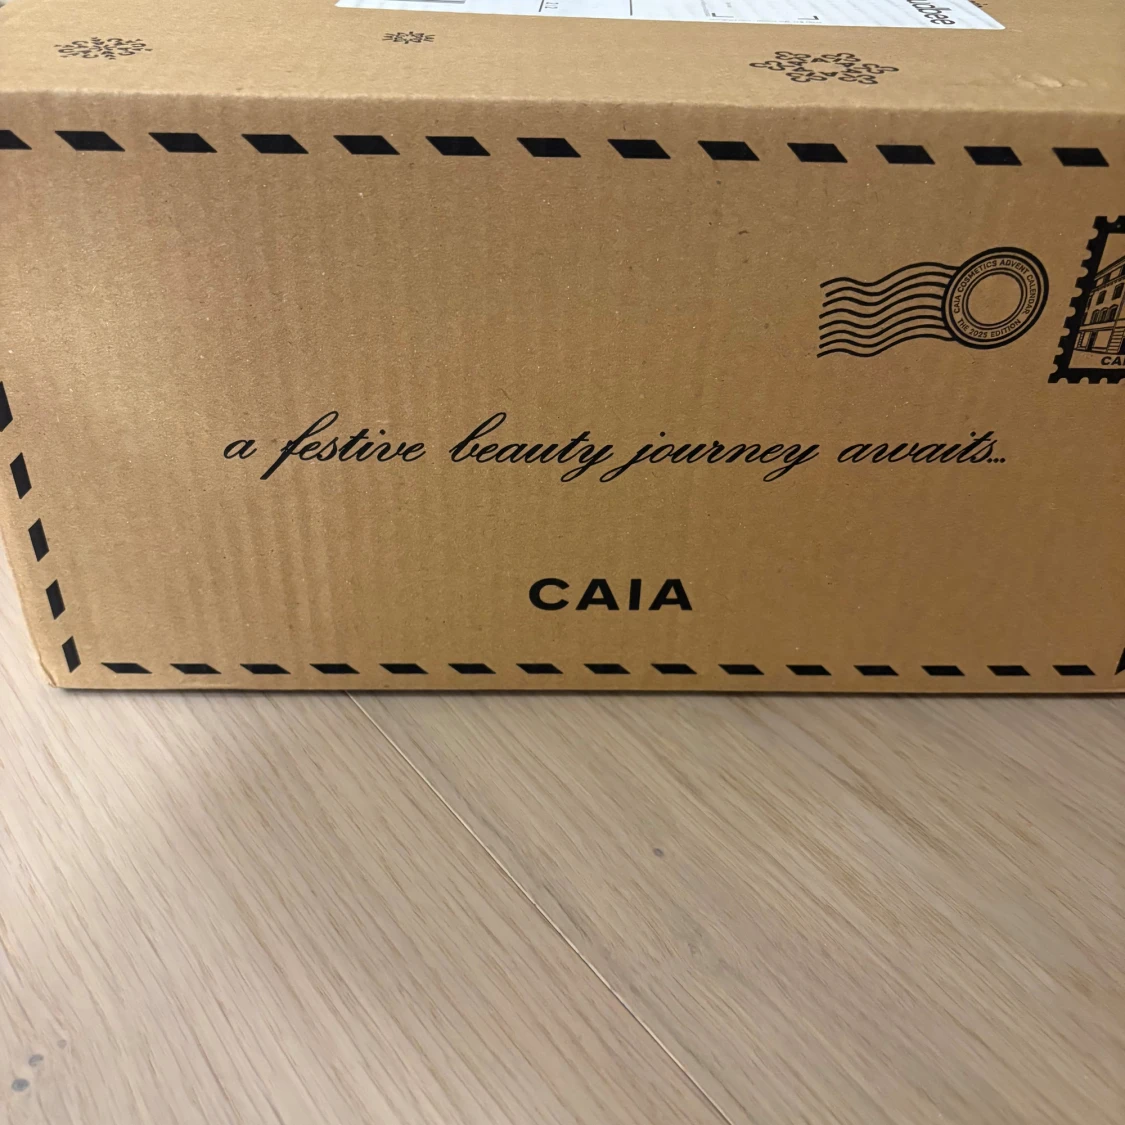 CAIA COSMETICS ADVENT CALENDAR
THE 2025 EDITION
a festive beauty journey awaits...
CAIA